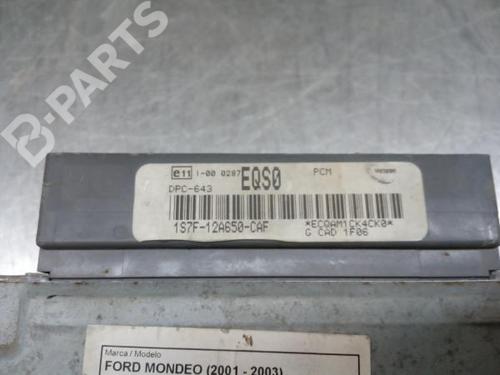 B-PARTS
e11 I-00 0287 EQS0 PCM
DPC-643
1S7F-12A650-CAF
*ECQAM1CK4CK0*
G CAD 1F06
Marca / Modelo
FORD MONDEO (2001 - 2003)